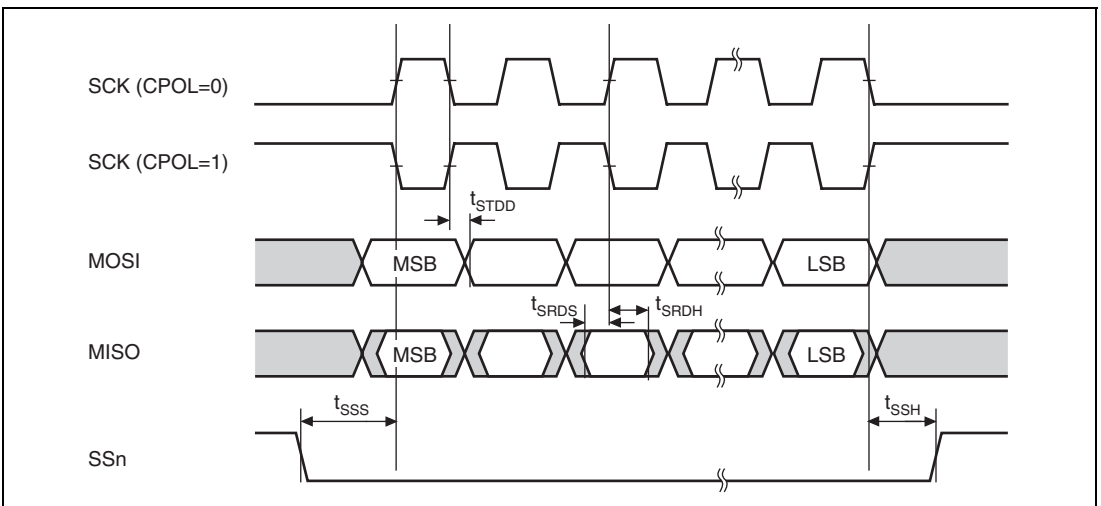 SCK (CPOL=0)
SCK (CPOL=1)
tSTDD
MOSI
MSB
LSB
tSRDS
tSRDH
MISO
MSB
LSB
tSSS
tSSH
SSn